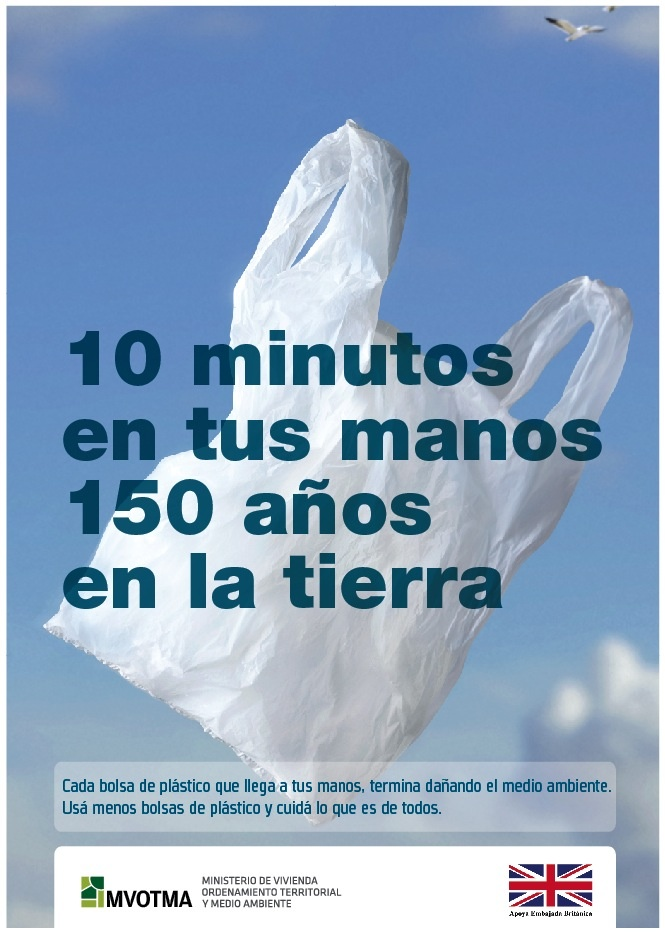 10 minutos
en tus manos
150 años
en la tierra
Cada bolsa de plástico que llega a tus manos, termina dañando el medio ambiente.
Usá menos bolsas de plástico y cuidá lo que es de todos.
MVOTMA
MINISTERIO DE VIVIENDA
ORDENAMIENTO TERRITORIAL
Y MEDIO AMBIENTE
Apoya Embajada Británica